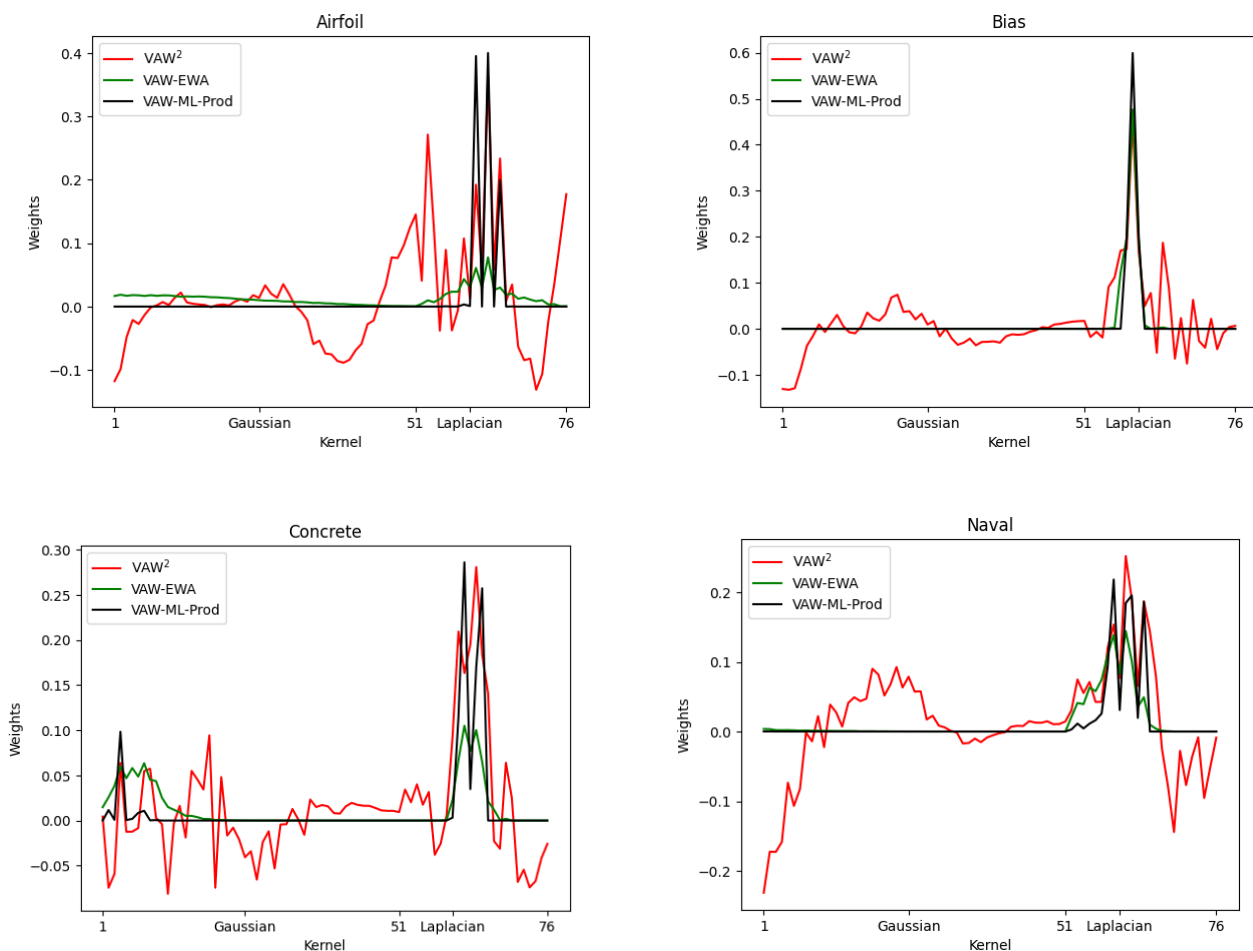 Airfoil
VAW²
VAW-EWA
VAW-ML-Prod
0.4
0.3
0.2
0.1
0.0
−0.1
Weights
1
Gaussian
51
Laplacian
76
Kernel
Bias
VAW²
VAW-EWA
VAW-ML-Prod
0.6
0.5
0.4
0.3
0.2
0.1
0.0
−0.1
Weights
1
Gaussian
51
Laplacian
76
Kernel
Concrete
VAW²
VAW-EWA
VAW-ML-Prod
0.30
0.25
0.20
0.15
0.10
0.05
0.00
−0.05
Weights
1
Gaussian
51
Laplacian
76
Kernel
Naval
VAW²
VAW-EWA
VAW-ML-Prod
0.2
0.1
0.0
−0.1
−0.2
Weights
1
Gaussian
51
Laplacian
76
Kernel